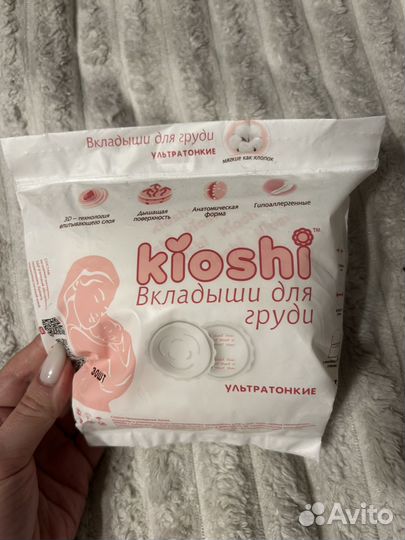 Вкладыши для груди
УЛЬТРАТОНКИЕ
мягкие как хлопок
3D – технология
впитывающего слоя
Дышащая
поверхность
Анатомическая
форма
Гипоаллергенные
kioshi™
Вкладыши для
груди
30ШТ
УЛЬТРАТОНКИЕ
Avito